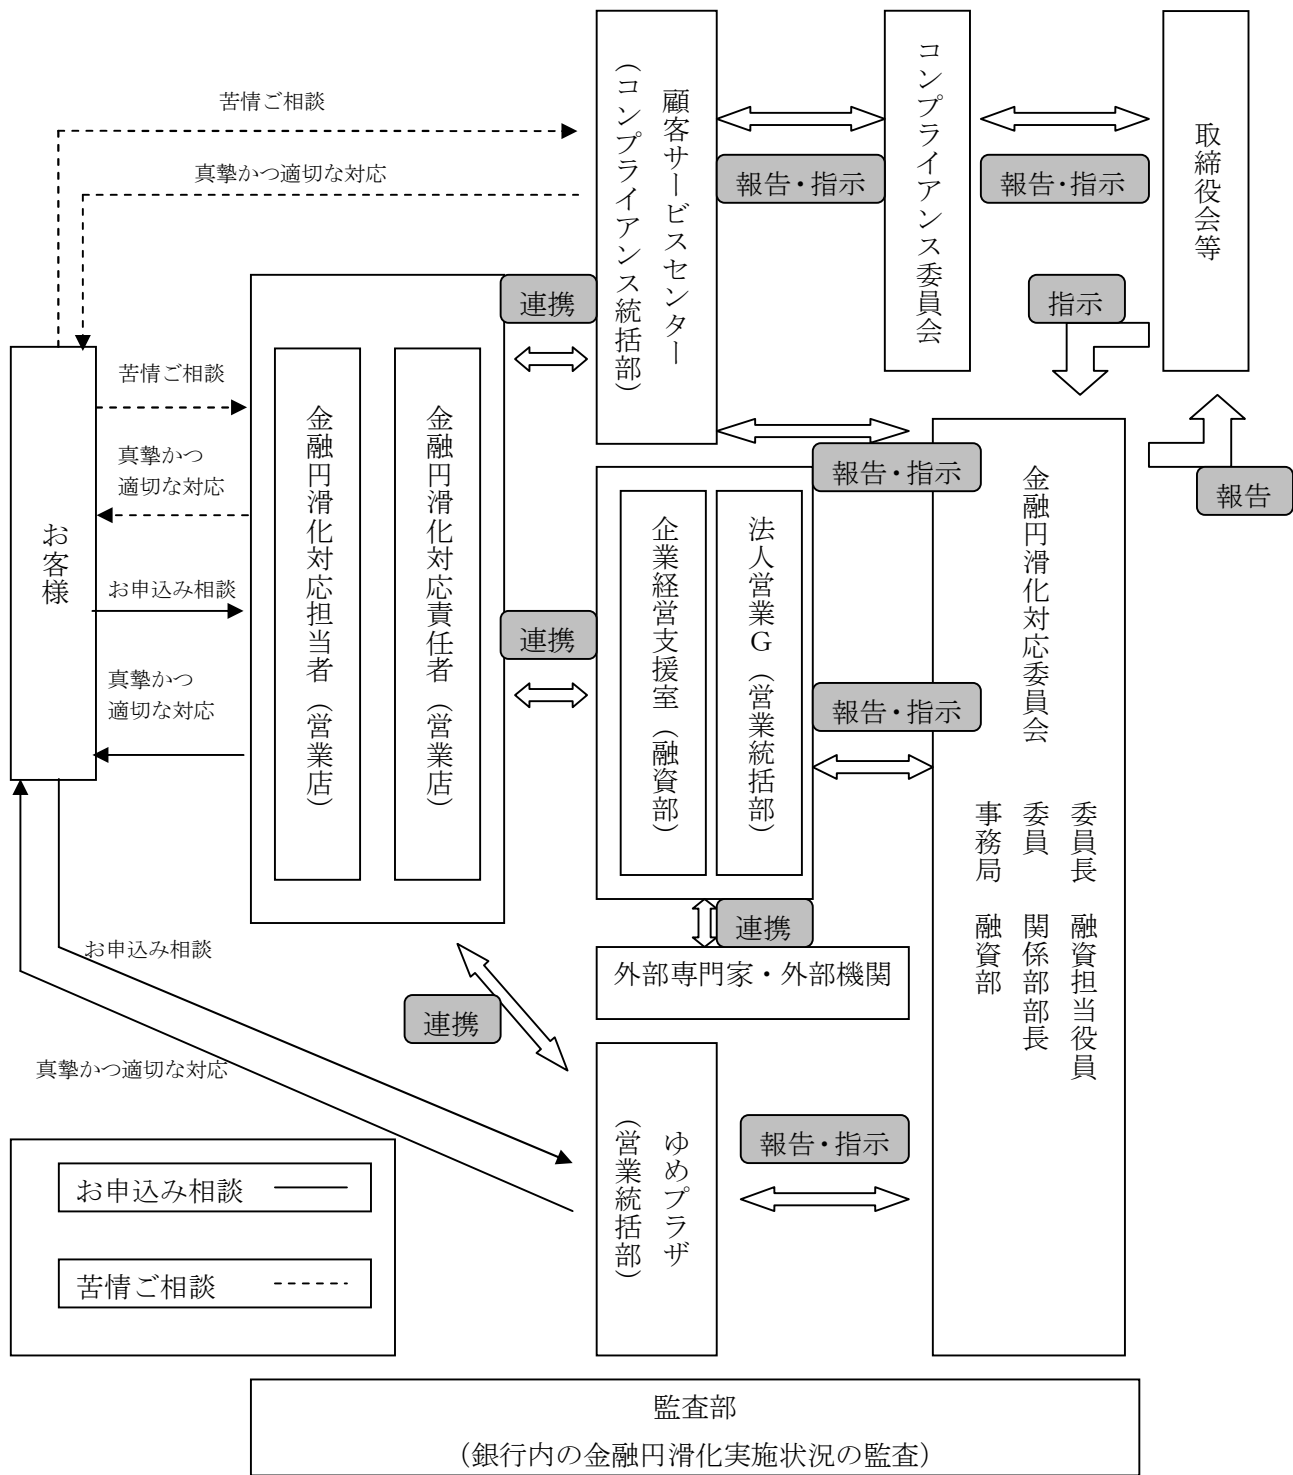 苦情ご相談
真摯かつ適切な対応
顧客サービスセンター
（コンプライアンス統括部）
報告・指示
コンプライアンス委員会
報告・指示
取締役会等
指示
報告
連携
お客様
苦情ご相談
真摯かつ
適切な対応
お申込み相談
真摯かつ
適切な対応
金融円滑化対応担当者（営業店）
金融円滑化対応責任者（営業店）
連携
報告・指示
企業経営支援室（融資部）
法人営業Ｇ（営業統括部）
報告・指示
金融円滑化対応委員会
委員長　融資担当役員
委員　関係部部長
事務局　融資部
連携
外部専門家・外部機関
お申込み相談
連携
真摯かつ適切な対応
ゆめプラザ
（営業統括部）
報告・指示
お申込み相談
苦情ご相談
監査部
（銀行内の金融円滑化実施状況の監査）